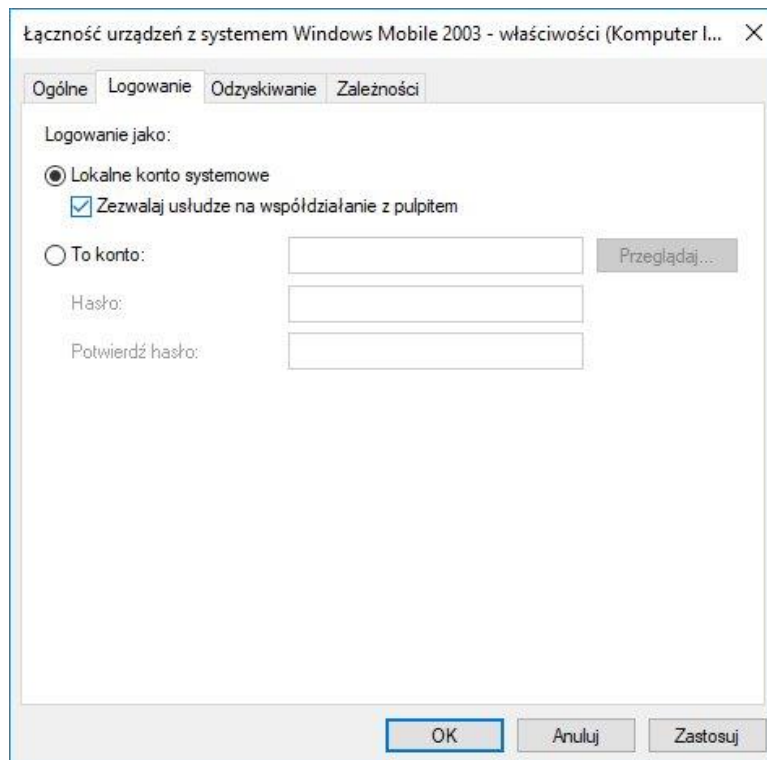 Łączność urządzeń z systemem Windows Mobile 2003 - właściwości (Komputer l...
Ogólne Logowanie Odzyskiwanie Zależności
Logowanie jako:
Lokalne konto systemowe
Zezwalaj usłudze na współdziałanie z pulpitem
To konto: Przeglądaj...
Hasło:
Potwierdź hasło:
OK Anuluj Zastosuj